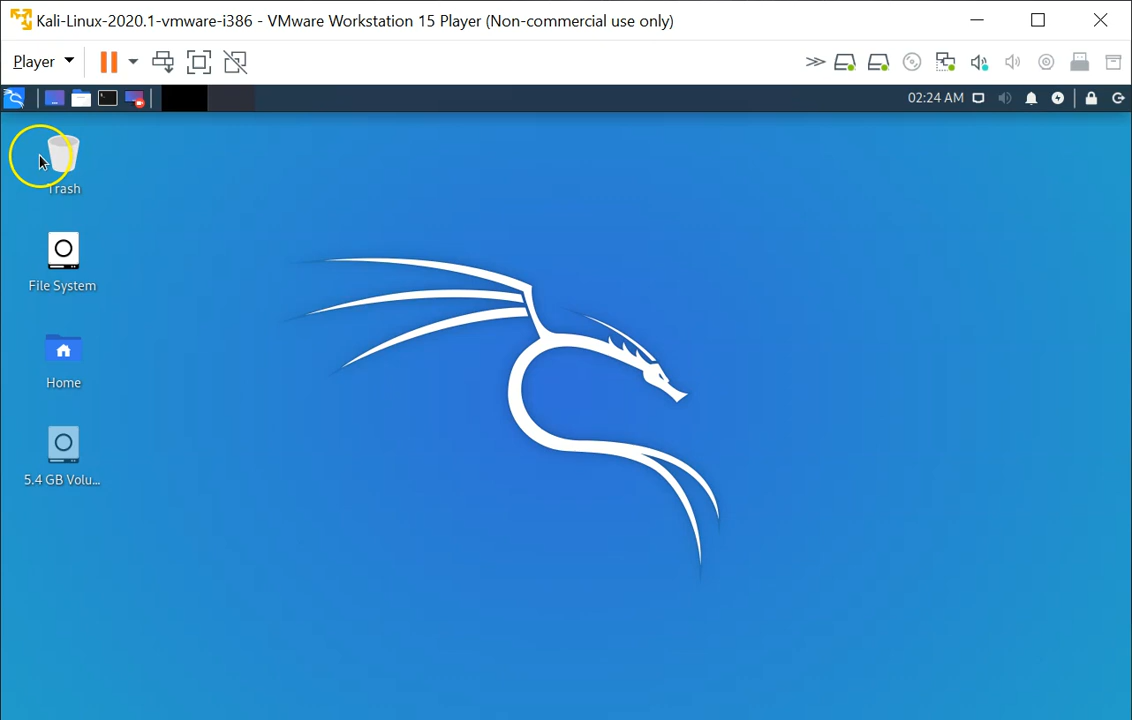 Kali-Linux-2020.1-vmware-i386 - VMware Workstation 15 Player (Non-commercial use only)
Player
02:24 AM
Trash
File System
Home
5.4 GB Volu...